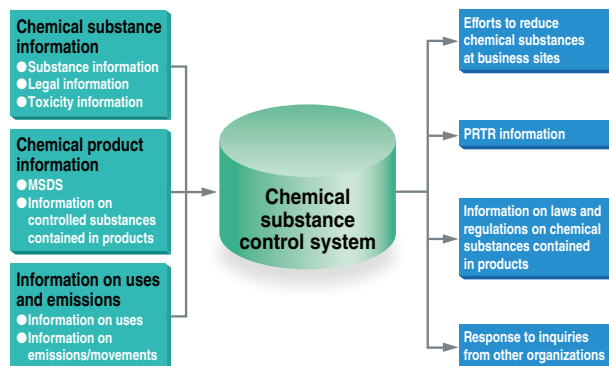 Chemical substance
information
●Substance information
●Legal information
●Toxicity information
Chemical product
information
●MSDS
●Information on
controlled substances
contained in products
Information on uses
and emissions
●Information on uses
●Information on
emissions/movements
Chemical
substance
control system
Efforts to reduce
chemical substances
at business sites
PRTR information
Information on laws and
regulations on chemical
substances contained
in products
Response to inquiries
from other organizations